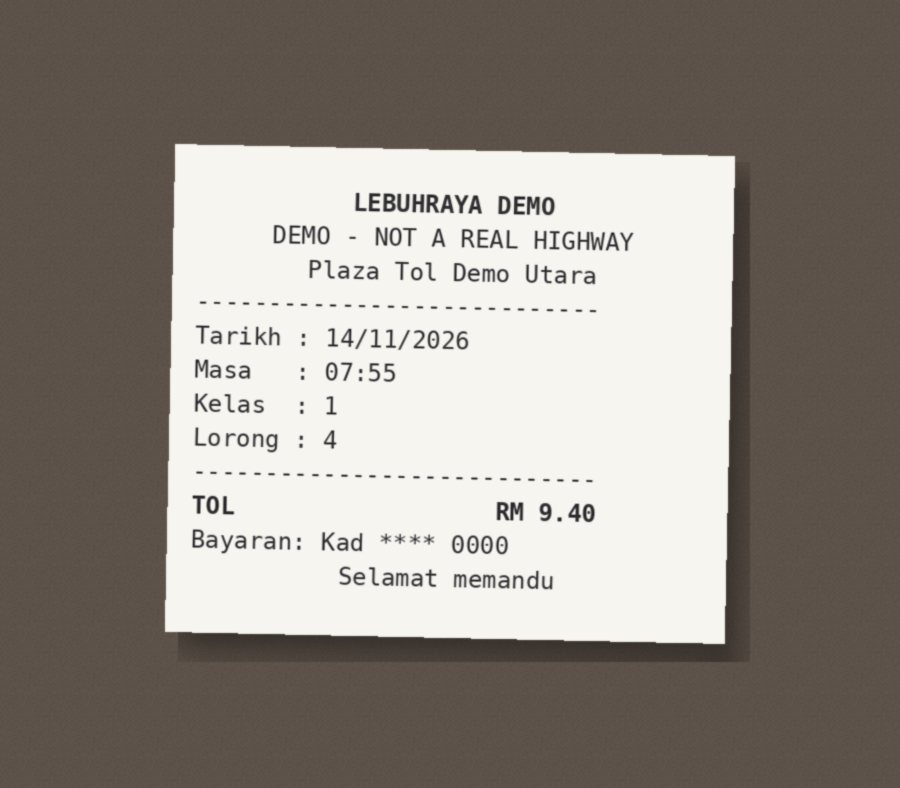 LEBUHRAYA DEMO
DEMO - NOT A REAL HIGHWAY
Plaza Tol Demo Utara
----------------------------
Tarikh : 14/11/2026
Masa   : 07:55
Kelas  : 1
Lorong : 4
----------------------------
TOL                  RM 9.40
Bayaran: Kad **** 0000
Selamat memandu